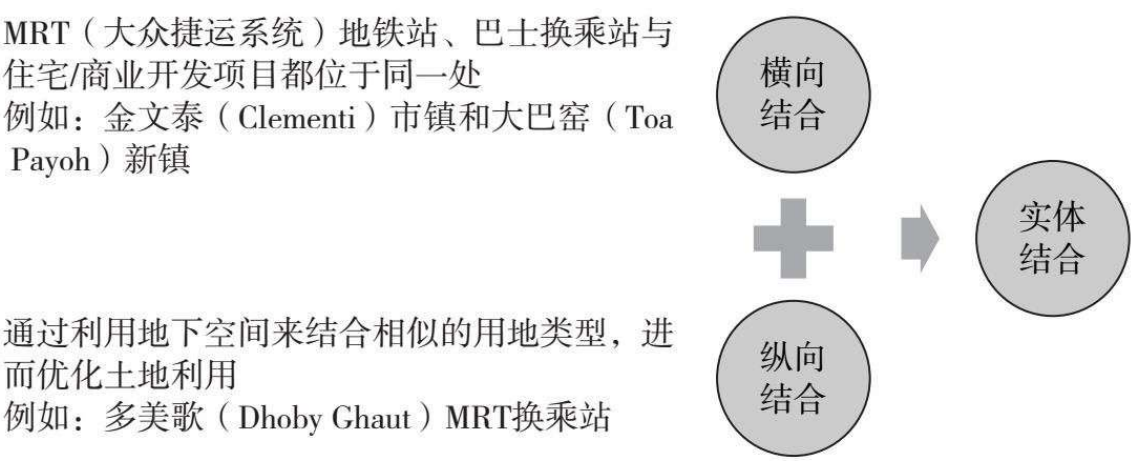 MRT（大众捷运系统）地铁站、巴士换乘站与
住宅/商业开发项目都位于同一处
例如：金文泰（Clementi）市镇和大巴窑（Toa
Payoh）新镇
横向
结合
实体
结合
通过利用地下空间来结合相似的用地类型，进
而优化土地利用
例如：多美歌（Dhoby Ghaut）MRT换乘站
纵向
结合